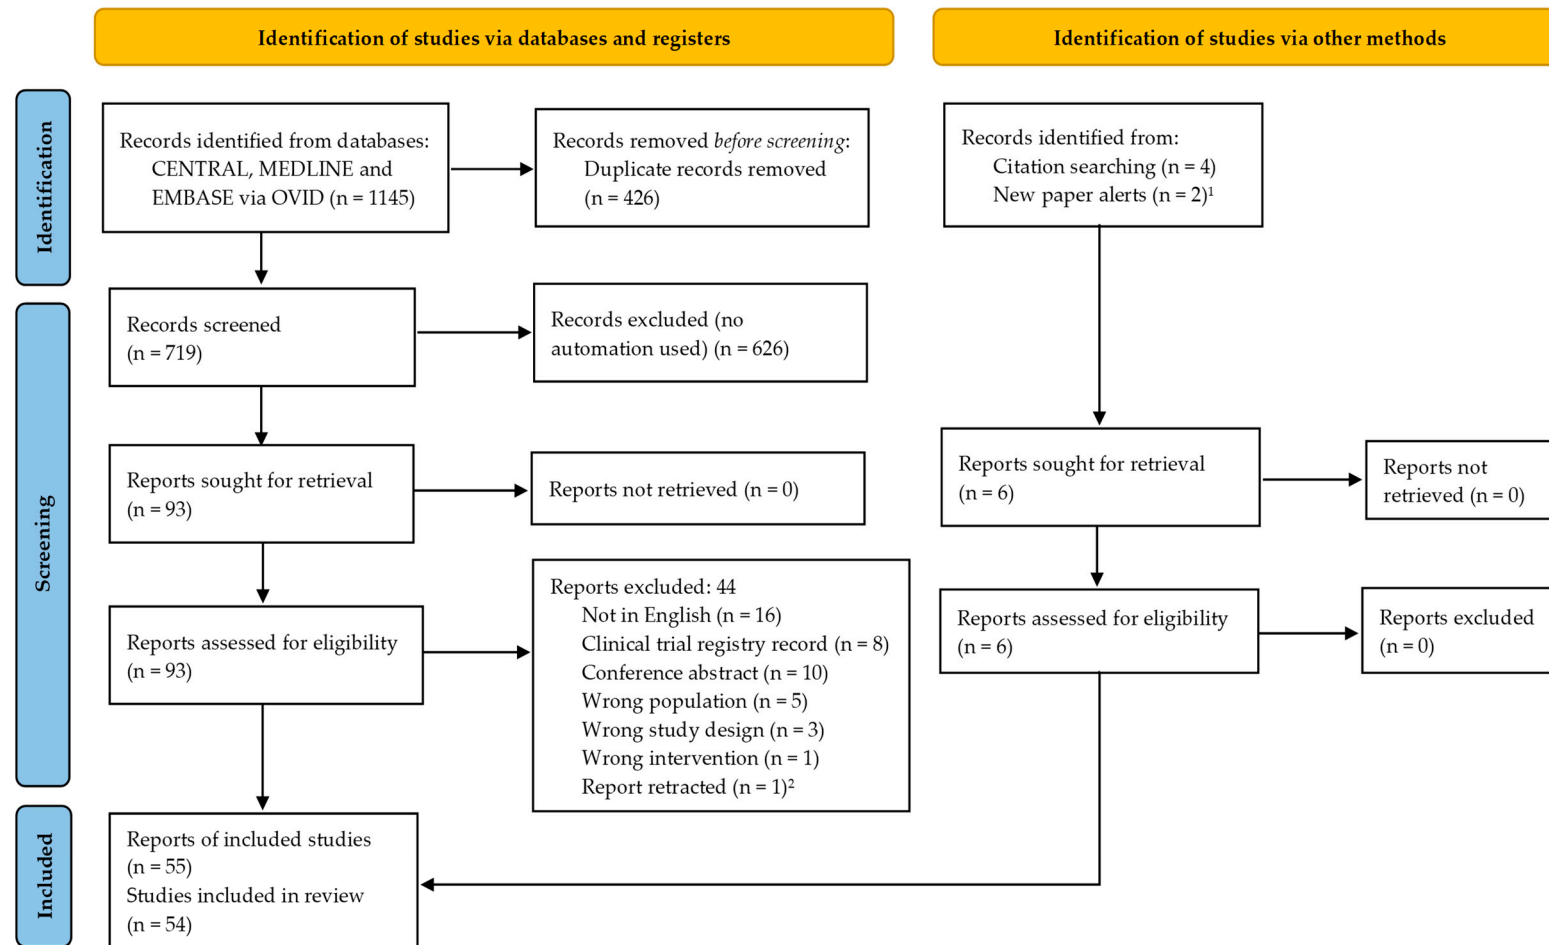 Identification of studies via databases and registers
Identification of studies via other methods
Identification
Records identified from databases:
CENTRAL, MEDLINE and
EMBASE via OVID (n = 1145)
Records removed before screening:
Duplicate records removed
(n = 426)
Records identified from:
Citation searching (n = 4)
New paper alerts (n = 2)¹
Screening
Records screened
(n = 719)
Records excluded (no
automation used) (n = 626)
Reports sought for retrieval
(n = 93)
Reports not retrieved (n = 0)
Reports sought for retrieval
(n = 6)
Reports not
retrieved (n = 0)
Reports assessed for eligibility
(n = 93)
Reports excluded: 44
Not in English (n = 16)
Clinical trial registry record (n = 8)
Conference abstract (n = 10)
Wrong population (n = 5)
Wrong study design (n = 3)
Wrong intervention (n = 1)
Report retracted (n = 1)²
Reports assessed for eligibility
(n = 6)
Reports excluded
(n = 0)
Included
Reports of included studies
(n = 55)
Studies included in review
(n = 54)